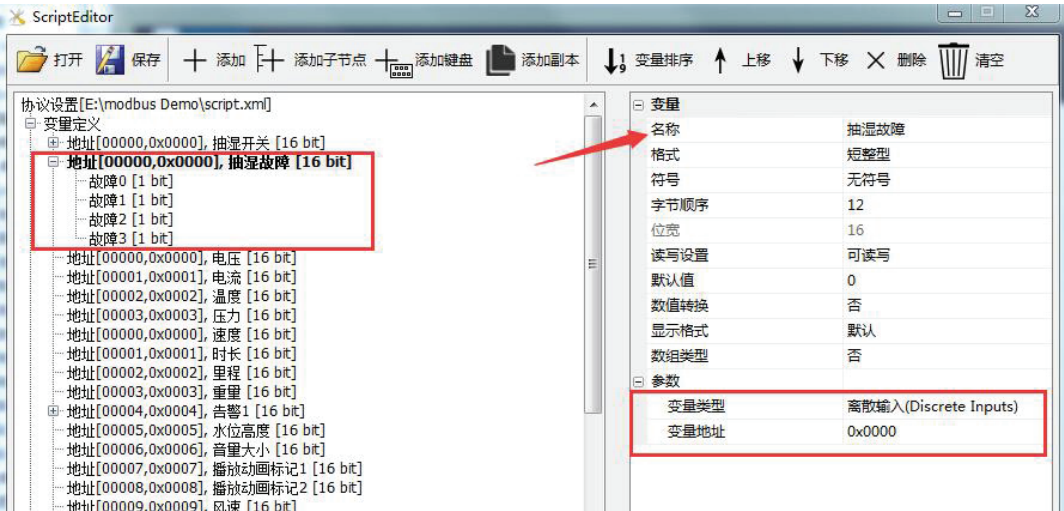 ScriptEditor
打开 保存 添加 添加子节点 添加键盘 添加副本 变量排序 上移 下移 删除 清空
协议设置[E:\modbus Demo\script.xml]
变量定义
地址[00000,0x0000], 抽湿开关 [16 bit]
地址[00000,0x0000], 抽湿故障 [16 bit]
故障0 [1 bit]
故障1 [1 bit]
故障2 [1 bit]
故障3 [1 bit]
地址[00000,0x0000], 电压 [16 bit]
地址[00001,0x0001], 电流 [16 bit]
地址[00002,0x0002], 温度 [16 bit]
地址[00003,0x0003], 压力 [16 bit]
地址[00000,0x0000], 速度 [16 bit]
地址[00001,0x0001], 时长 [16 bit]
地址[00002,0x0002], 里程 [16 bit]
地址[00003,0x0003], 重量 [16 bit]
地址[00004,0x0004], 告警1 [16 bit]
地址[00005,0x0005], 水位高度 [16 bit]
地址[00006,0x0006], 音量大小 [16 bit]
地址[00007,0x0007], 播放动画标记1 [16 bit]
地址[00008,0x0008], 播放动画标记2 [16 bit]
地址[00009,0x0009], 风速 [16 bit]
变量
名称 抽湿故障
格式 短整型
符号 无符号
字节顺序 12
位宽 16
读写设置 可读写
默认值 0
数值转换 否
显示格式 默认
数组类型 否
参数
变量类型 离散输入(Discrete Inputs)
变量地址 0x0000